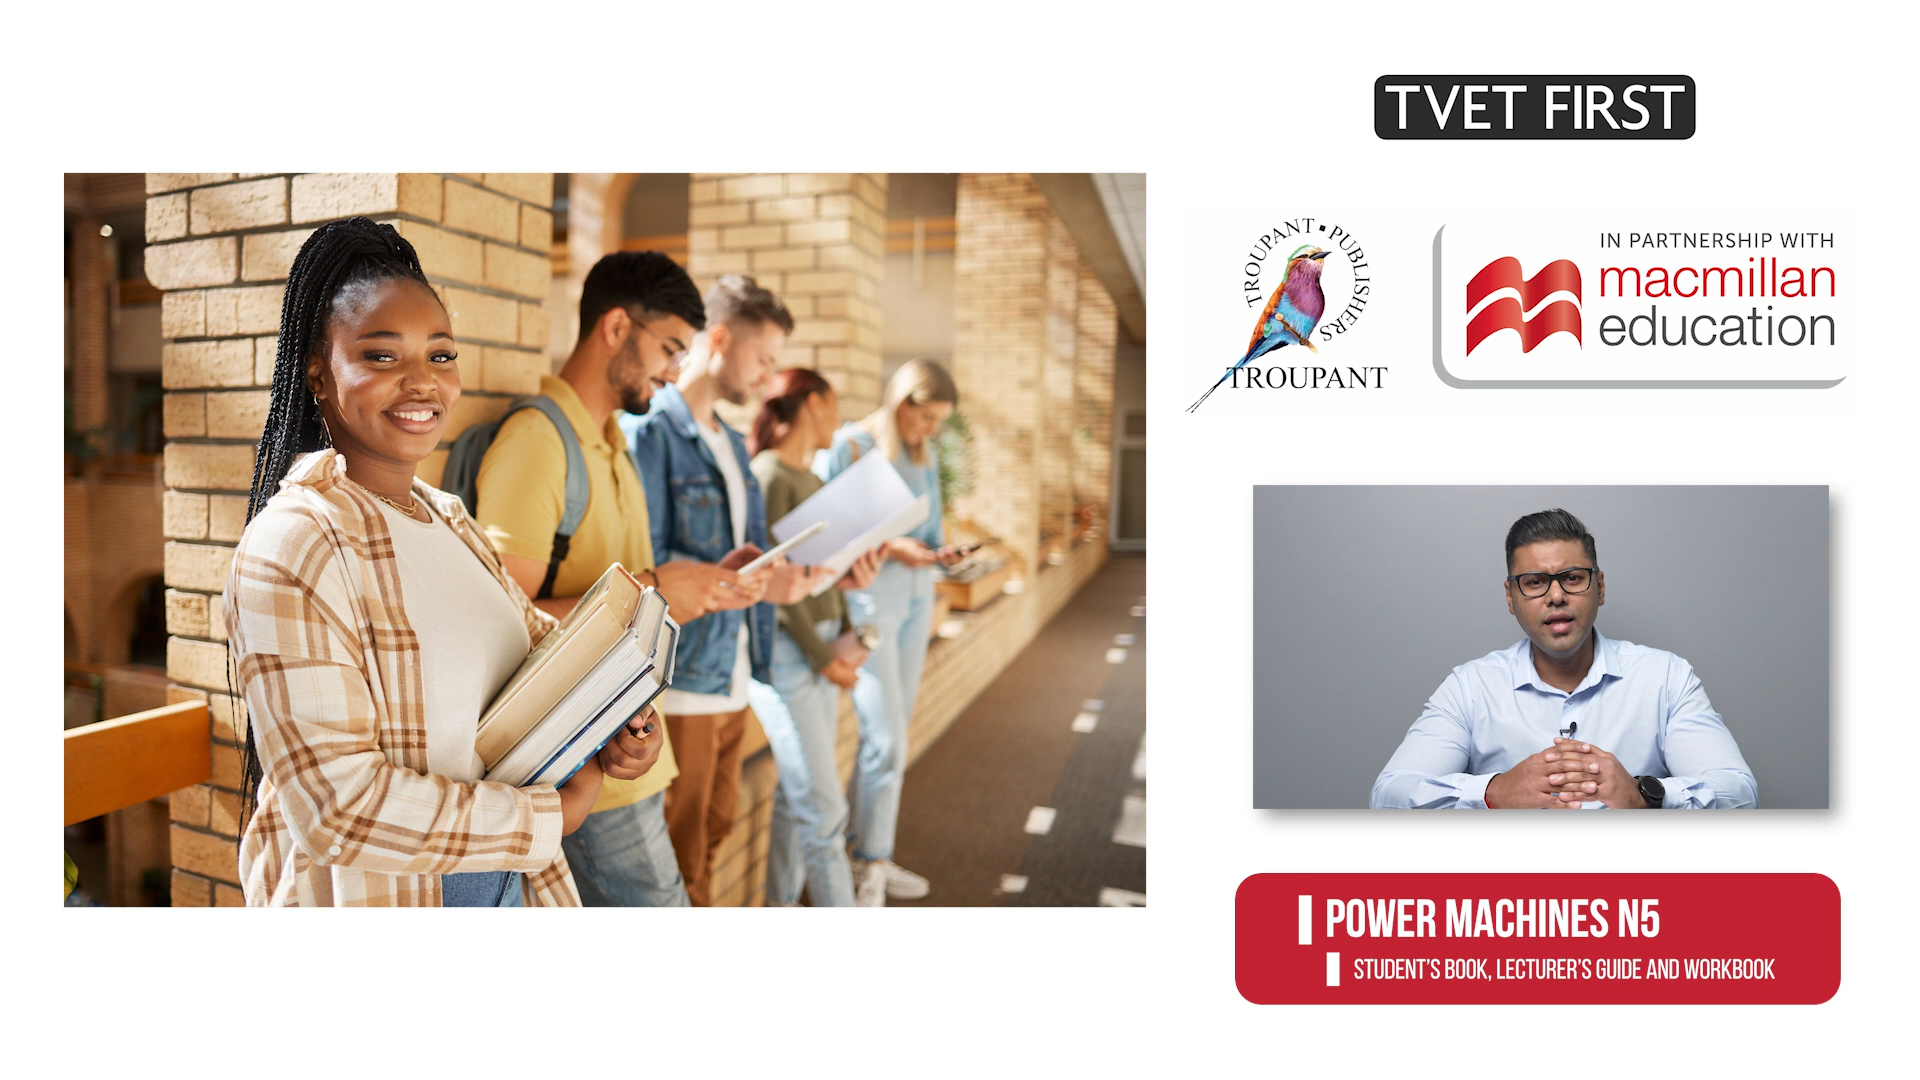 TVET FIRST
TROUPANT ▪ PUBLISHERS
TROUPANT
IN PARTNERSHIP WITH
macmillan
education
POWER MACHINES N5
STUDENT'S BOOK, LECTURER'S GUIDE AND WORKBOOK